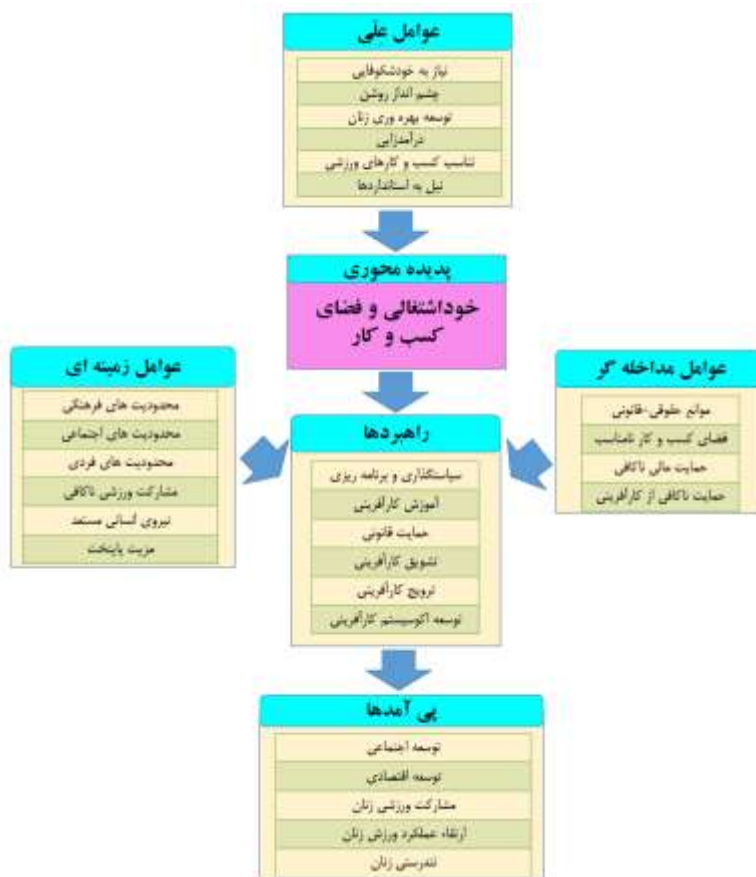 عوامل علّی
نیاز به خودشکوفایی
چشم انداز روشن
توسعه بهره وری زنان
درآمدزایی
تناسب کسب و کارهای ورزشی
نیل به استانداردها
پدیده محوری
خوداشتغالی و فضای
کسب و کار
عوامل زمینه ای
محدودیت های فرهنگی
محدودیت های اجتماعی
محدودیت های فردی
مشارکت ورزشی ناکافی
نیروی انسانی مستعد
مزیت پایتخت
عوامل مداخله گر
موانع حقوقی-قانونی
فضای کسب و کار نامناسب
حمایت مالی ناکافی
حمایت ناکافی از کارآفرینی
راهبردها
سیاستگذاری و برنامه ریزی
آموزش کارآفرینی
حمایت قانونی
تشویق کارآفرینی
ترویج کارآفرینی
توسعه اکوسیستم کارآفرینی
پی آمدها
توسعه اجتماعی
توسعه اقتصادی
مشارکت ورزشی زنان
ارتقاء عملکرد ورزش زنان
تندرستی زنان